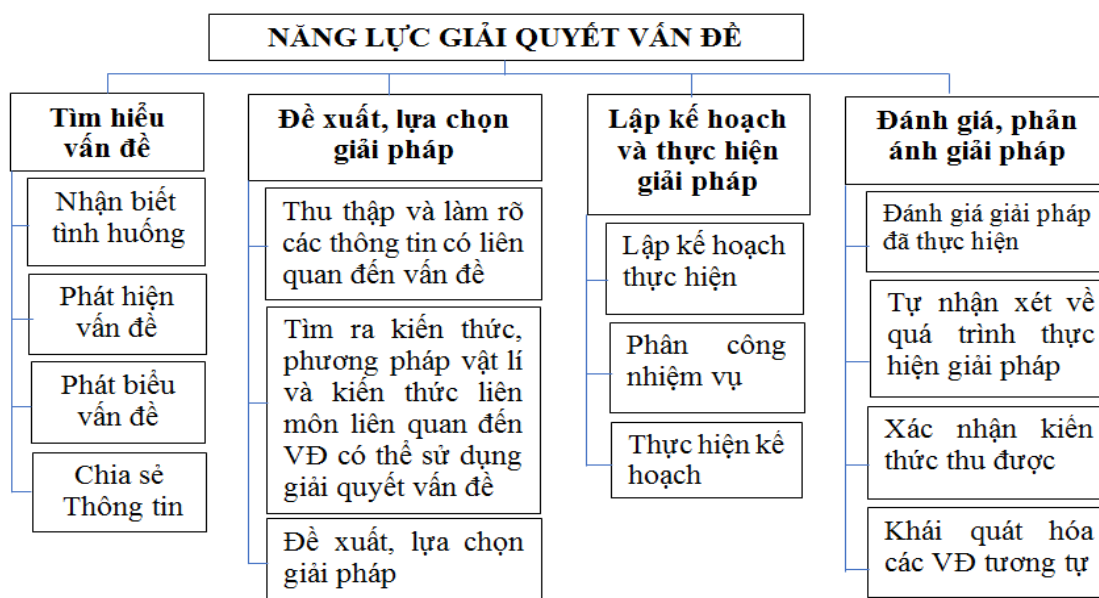 NĂNG LỰC GIẢI QUYẾT VẤN ĐỀ
Tìm hiểu
vấn đề
Nhận biết
tình huống
Phát hiện
vấn đề
Phát biểu
vấn đề
Chia sẻ
Thông tin
Đề xuất, lựa chọn
giải pháp
Thu thập và làm rõ
các thông tin có liên
quan đến vấn đề
Tìm ra kiến thức,
phương pháp vật lí
và kiến thức liên
môn liên quan đến
VĐ có thể sử dụng
giải quyết vấn đề
Đề xuất, lựa chọn
giải pháp
Lập kế hoạch
và thực hiện
giải pháp
Lập kế hoạch
thực hiện
Phân công
nhiệm vụ
Thực hiện kế
hoạch
Đánh giá, phản
ánh giải pháp
Đánh giá giải pháp
đã thực hiện
Tự nhận xét về
quá trình thực
hiện giải pháp
Xác nhận kiến
thức thu được
Khái quát hóa
các VĐ tương tự